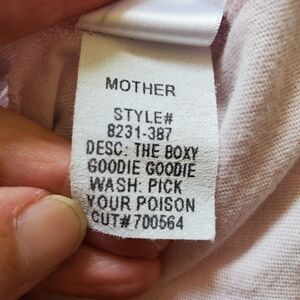 MOTHER
STYLE#
8231-387
DESC: THE BOXY
GOODIE GOODIE
WASH: PICK
YOUR POISON
CUT#700564